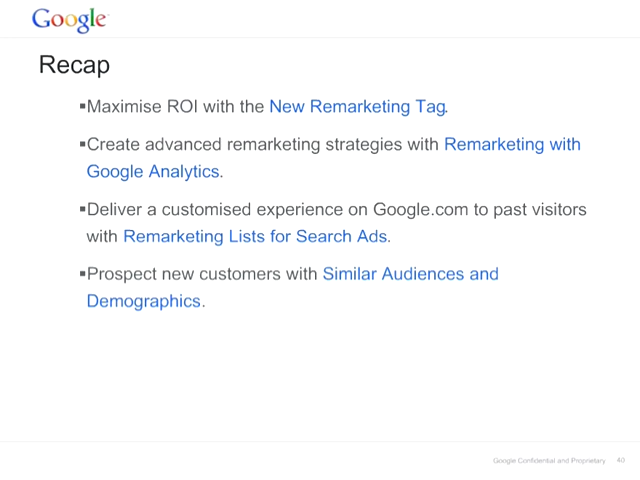 Google
Recap
▪Maximise ROI with the New Remarketing Tag.
▪Create advanced remarketing strategies with Remarketing with
Google Analytics.
▪Deliver a customised experience on Google.com to past visitors
with Remarketing Lists for Search Ads.
▪Prospect new customers with Similar Audiences and
Demographics.
Google Confidential and Proprietary 40